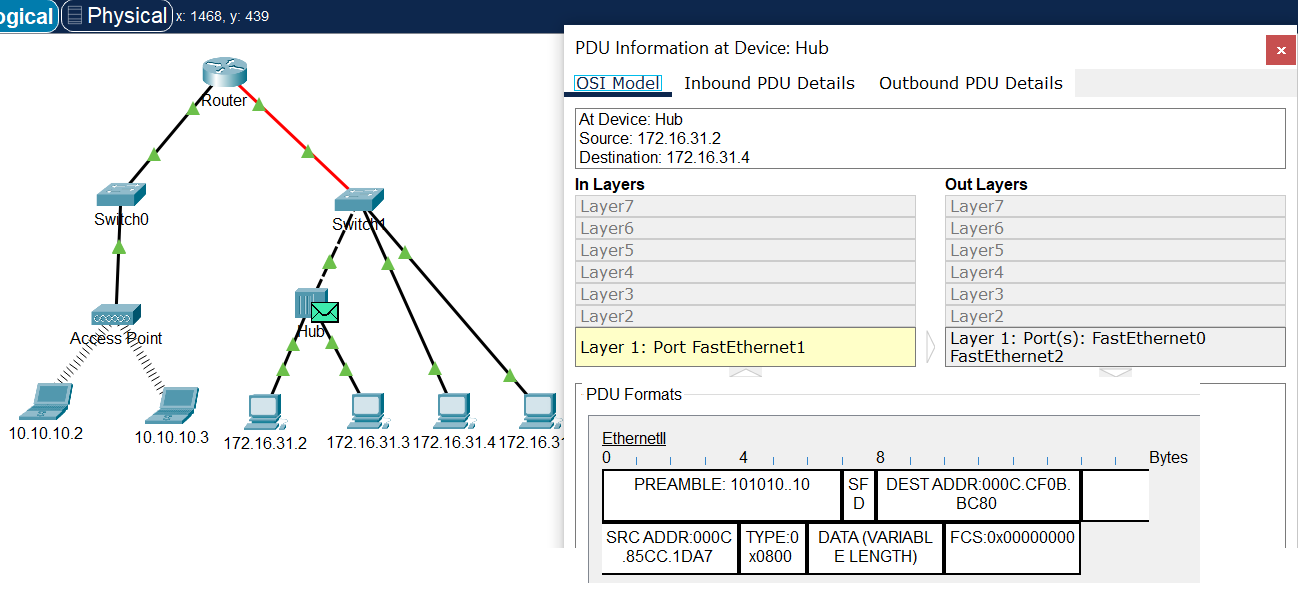 ogical Physical x: 1468, y: 439
Router
Switch0
Switch1
Hub
Access Point
10.10.10.2
10.10.10.3
172.16.31.2
172.16.31.3
172.16.31.4
172.16.31
PDU Information at Device: Hub
x
OSI Model Inbound PDU Details Outbound PDU Details
At Device: Hub
Source: 172.16.31.2
Destination: 172.16.31.4
In Layers
Layer7
Layer6
Layer5
Layer4
Layer3
Layer2
Layer 1: Port FastEthernet1
Out Layers
Layer7
Layer6
Layer5
Layer4
Layer3
Layer2
Layer 1: Port(s): FastEthernet0
FastEthernet2
PDU Formats
EthernetII
0 4 8 Bytes
PREAMBLE: 101010..10
SF
D
DEST ADDR:000C.CF0B.
BC80
SRC ADDR:000C
.85CC.1DA7
TYPE:0
x0800
DATA (VARIABL
E LENGTH)
FCS:0x00000000